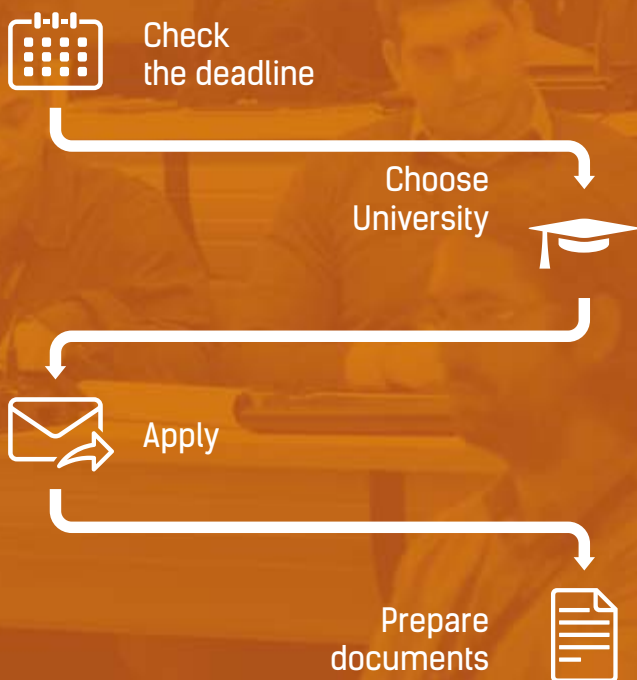 Check
the deadline
Choose
University
Apply
Prepare
documents